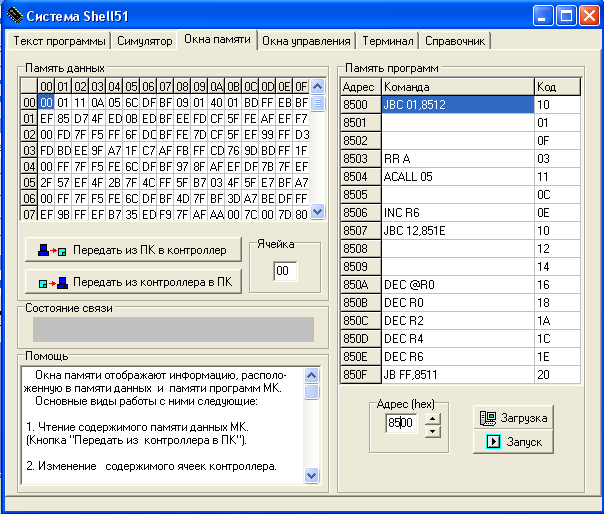 Система Shell51
Текст программы Симулятор Окна памяти Окна управления Терминал Справочник
Память данных
00 01 02 03 04 05 06 07 08 09 0A 0B 0C 0D 0E 0F
00 00 01 11 0A 05 6C DF BF 09 01 40 01 BD FF EB BF
01 EF 85 D7 4F ED 0B ED BF EE FD CF 5F FE AF EF F7
02 00 FD 7F F5 FE 6C DF BF CD CF 5F EF 99 FF D3
03 FD BD EE 9F A7 1F C7 AF FB FF CD 76 9D BD FF 1F
04 00 FF 7F F5 FE 6C DF BF 97 8F AF EF DF 7E 8A
05 2F 57 EF 4F 2B 7F 4C FF 5F B7 03 4F 5F E7 BF A7
06 00 FF 7F F5 FE 6C DF BF 4D 7F BF 3D A7 BE DF FF
07 EF 9B FF EF B7 35 ED F9 7F AF AA 00 7C 00 7D 80
Передать из ПК в контроллер
Передать из контроллера в ПК
Ячейка
00
Состояние связи
Помощь
Окна памяти отображают информацию, располо-
женную в памяти данных и памяти программ МК.
Основные виды работы с ними следующие:
1. Чтение содержимого памяти данных МК.
(Кнопка "Передать из контроллера в ПК").
2. Изменение содержимого ячеек контроллера.
Память программ
Адрес Команда Код
8500 JBC 01,8512 10
8501 01
8502 0F
8503 RR A 03
8504 ACALL 05 11
8505 0C
8506 INC R6 0E
8507 JBC 12,851E 10
8508 12
8509 14
850A DEC @R0 16
850B DEC R0 18
850C DEC R2 1A
850D DEC R4 1C
850E DEC R6 1E
850F JB FF,8511 20
Адрес (hex)
8500
Загрузка
Запуск